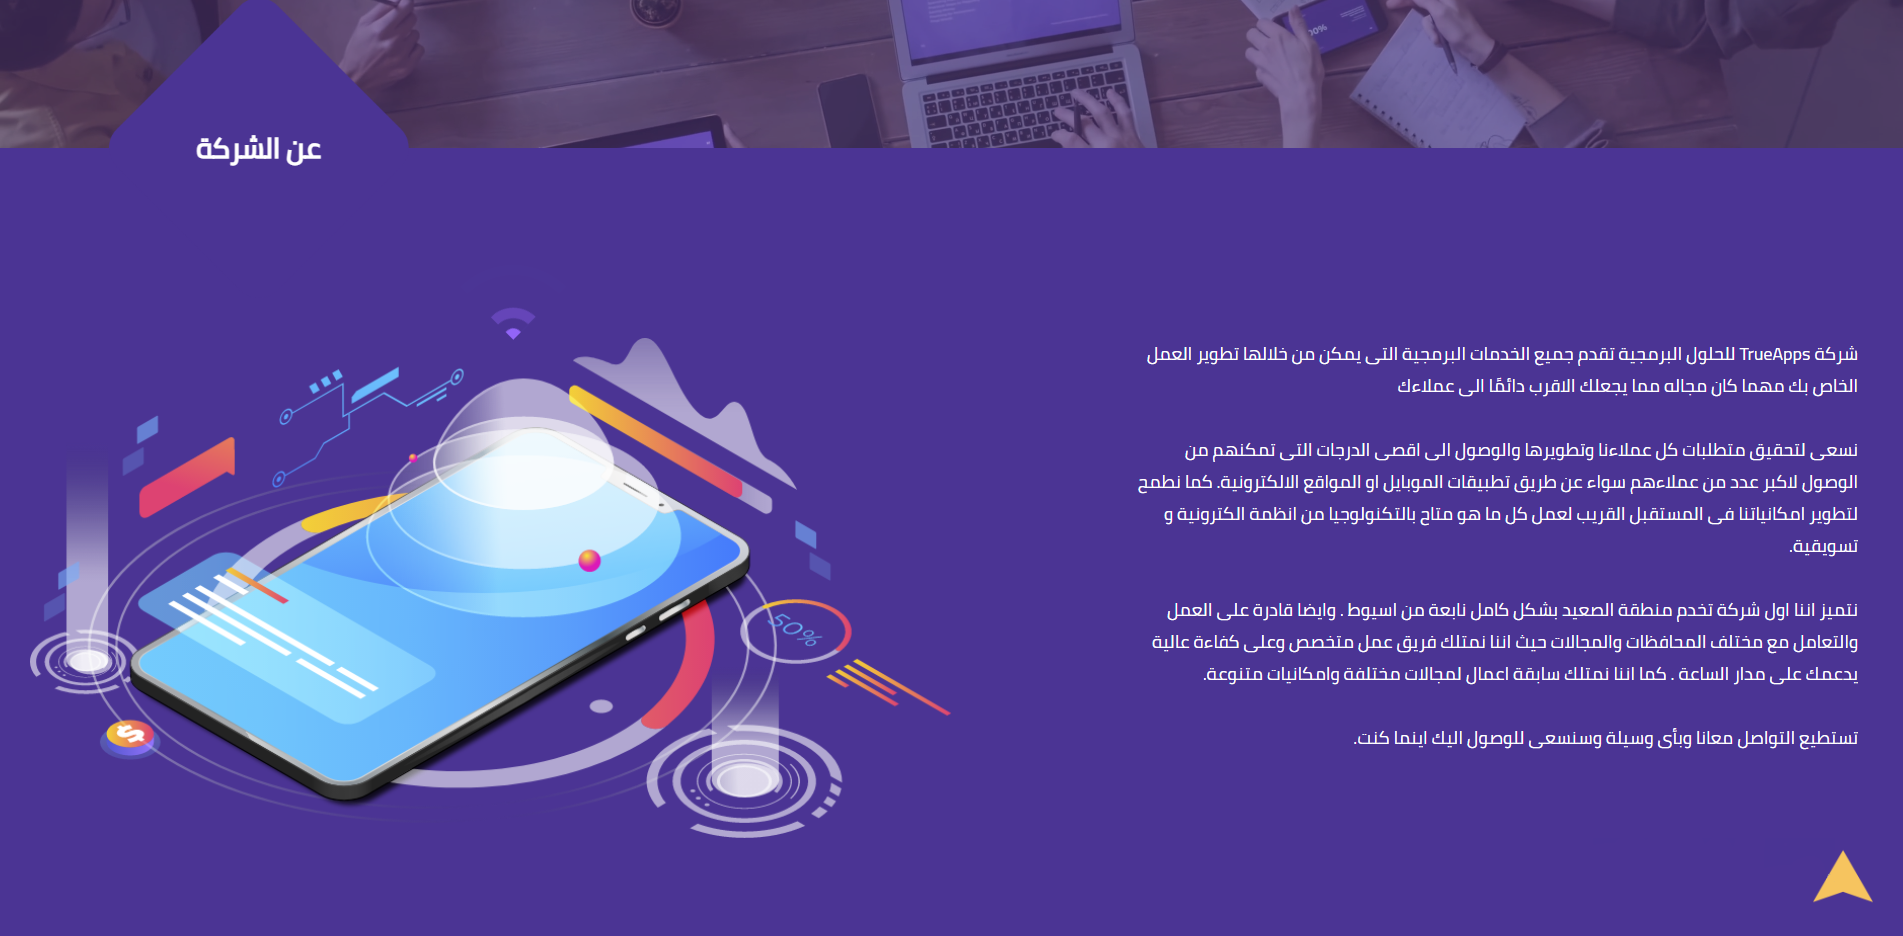 عن الشركة
شركة TrueApps للحلول البرمجية تقدم جميع الخدمات البرمجية التى يمكن من خلالها تطوير العمل
الخاص بك مهما كان مجاله مما يجعلك الاقرب دائمًا الى عملاءك
نسعى لتحقيق متطلبات كل عملاءنا وتطويرها والوصول الى اقصى الدرجات التى تمكنهم من
الوصول لاكبر عدد من عملاءهم سواء عن طريق تطبيقات الموبايل او المواقع الالكترونية. كما نطمح
لتطوير امكانياتنا فى المستقبل القريب لعمل كل ما هو متاح بالتكنولوجيا من انظمة الكترونية و
تسويقية.
نتميز اننا اول شركة تخدم منطقة الصعيد بشكل كامل نابعة من اسيوط . وايضا قادرة على العمل
والتعامل مع مختلف المحافظات والمجالات حيث اننا نمتلك فريق عمل متخصص وعلى كفاءة عالية
يدعمك على مدار الساعة . كما اننا نمتلك سابقة اعمال لمجالات مختلفة وامكانيات متنوعة.
تستطيع التواصل معانا وبأى وسيلة وسنسعى للوصول اليك اينما كنت.
50%
$